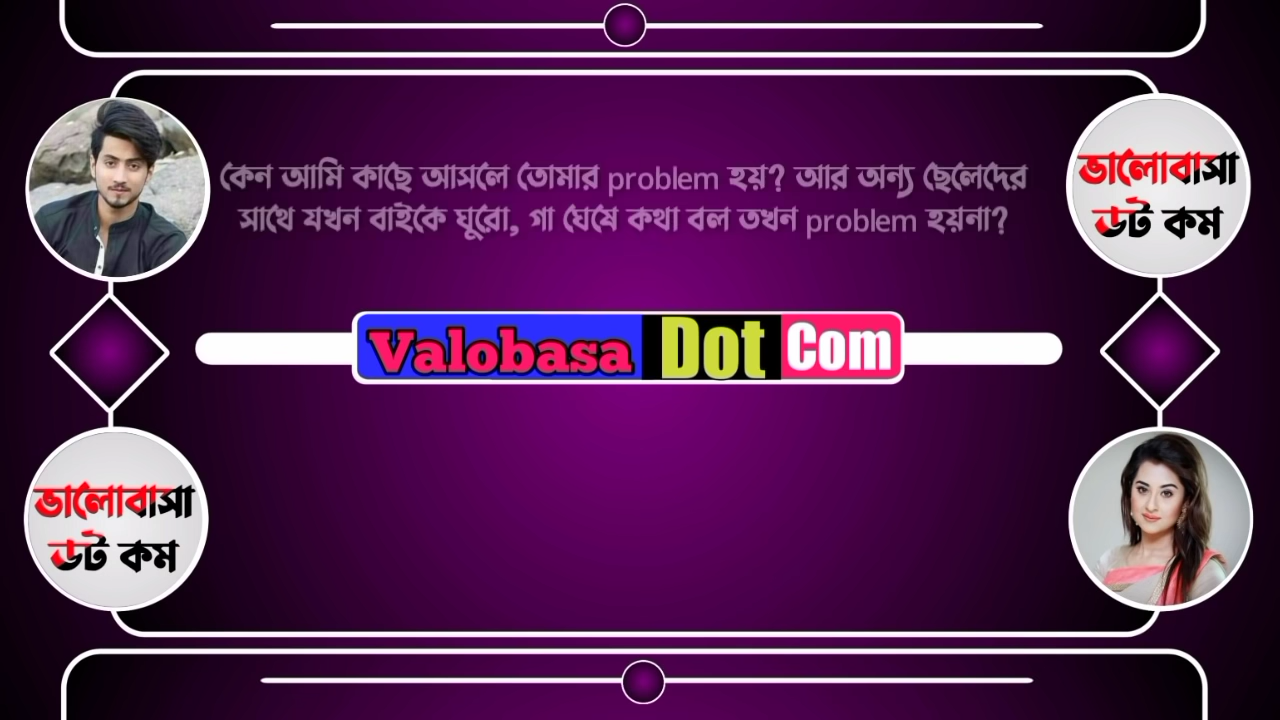 কেন আমি কাছে আসলে তোমার problem হয়? আর অন্য ছেলেদের
সাথে যখন বাইকে ঘুরো, গা ঘেষে কথা বল তখন problem হয়না?
ভালোবাসা
ডট কম
Valobasa Dot Com
ভালোবাসা
ডট কম